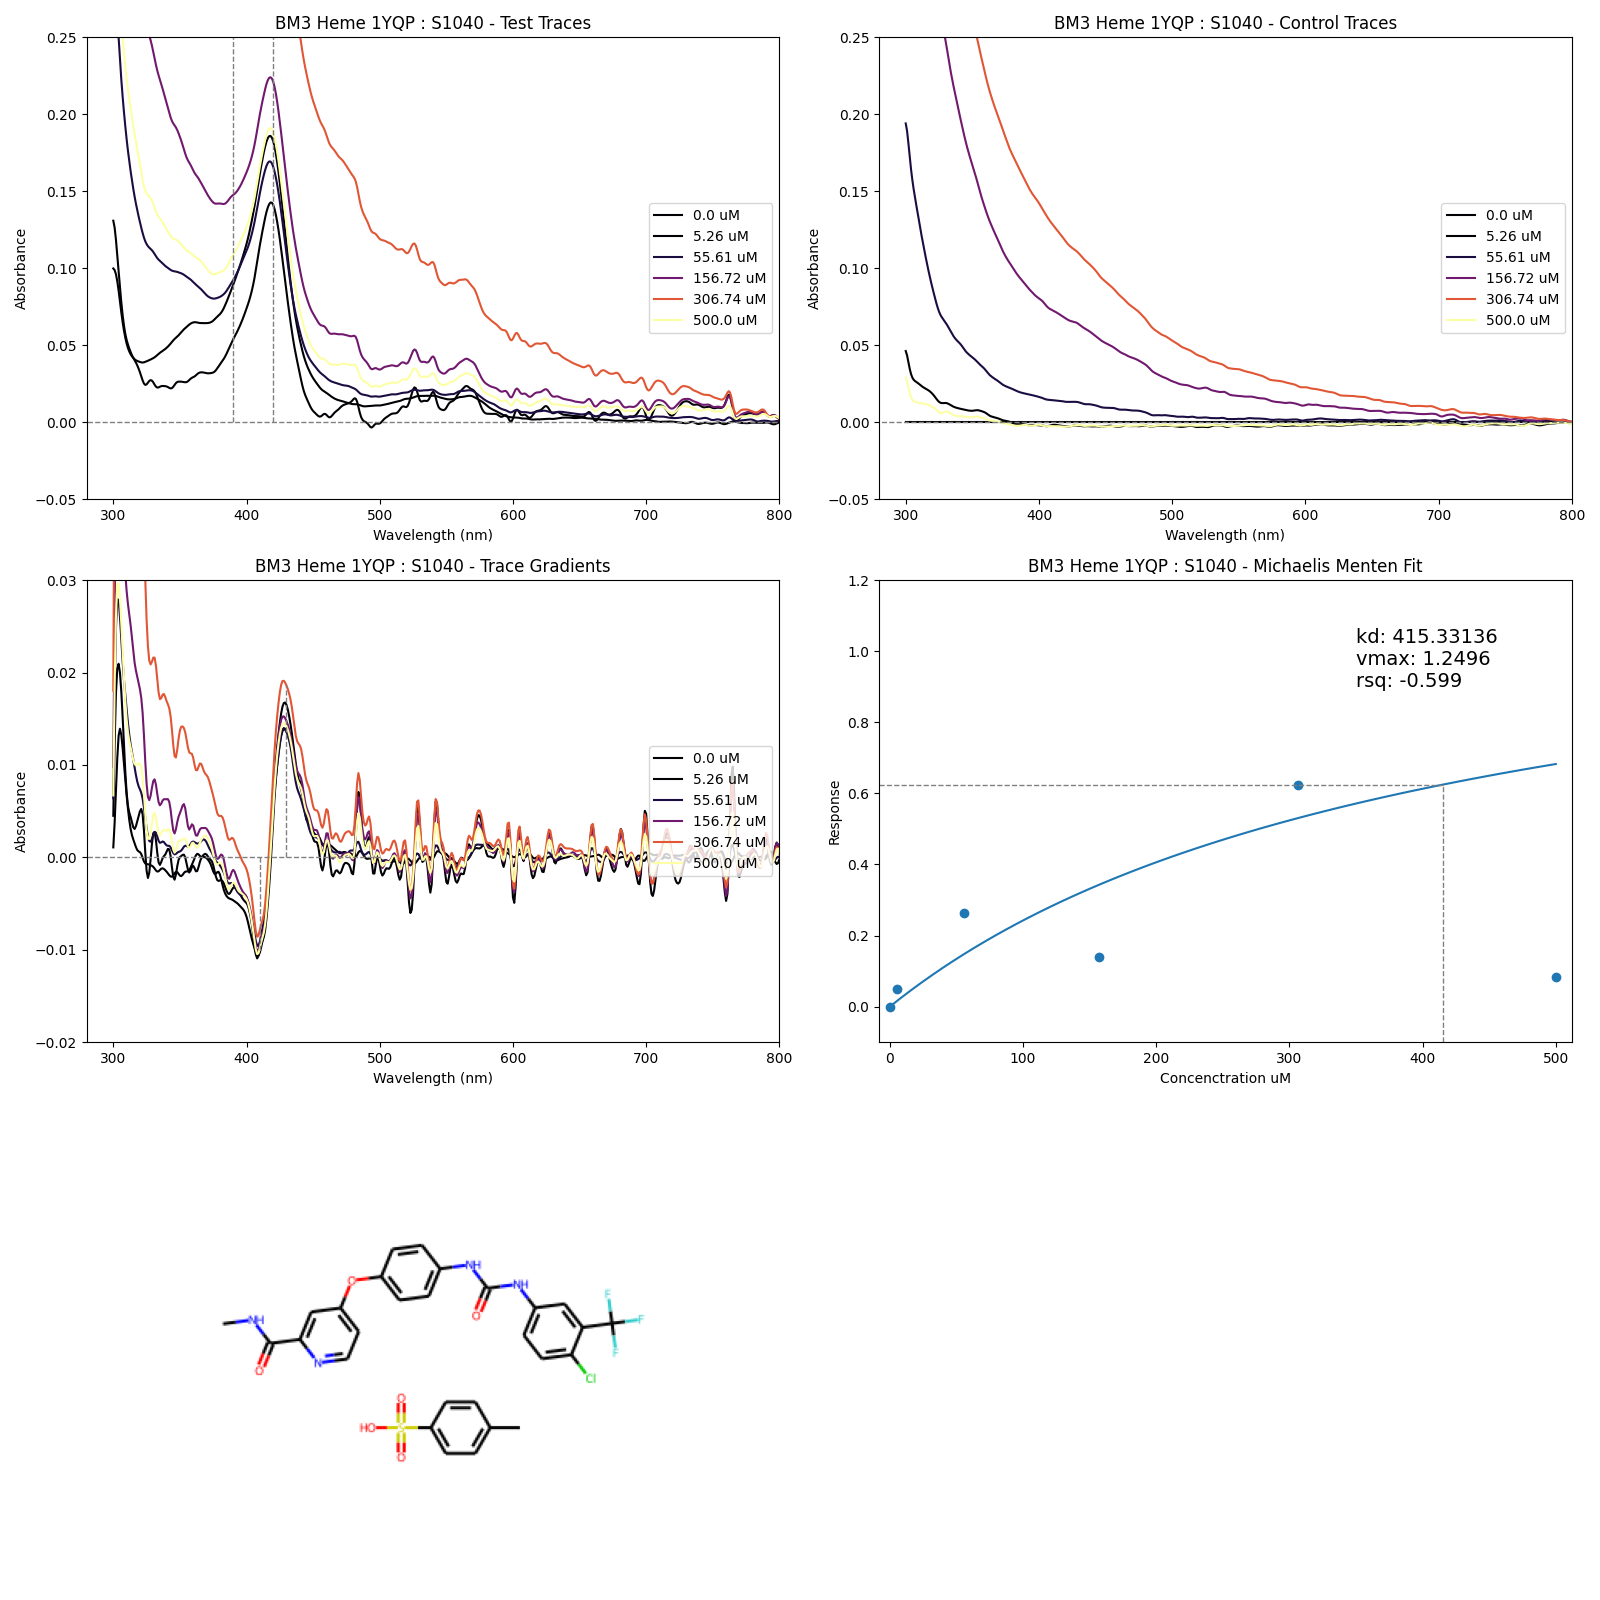 BM3 Heme 1YQP : S1040 - Test Traces
0.25
0.20
0.15
0.10
0.05
0.00
−0.05
Absorbance
300
400
500
600
700
800
Wavelength (nm)
0.0 uM
5.26 uM
55.61 uM
156.72 uM
306.74 uM
500.0 uM
BM3 Heme 1YQP : S1040 - Control Traces
0.25
0.20
0.15
0.10
0.05
0.00
−0.05
Absorbance
300
400
500
600
700
800
Wavelength (nm)
0.0 uM
5.26 uM
55.61 uM
156.72 uM
306.74 uM
500.0 uM
BM3 Heme 1YQP : S1040 - Trace Gradients
0.03
0.02
0.01
0.00
−0.01
−0.02
Absorbance
300
400
500
600
700
800
Wavelength (nm)
0.0 uM
5.26 uM
55.61 uM
156.72 uM
306.74 uM
500.0 uM
BM3 Heme 1YQP : S1040 - Michaelis Menten Fit
1.2
1.0
0.8
0.6
0.4
0.2
0.0
Response
kd: 415.33136
vmax: 1.2496
rsq: -0.599
0
100
200
300
400
500
Concenctration uM
NH
O
N
O
NH
O
NH
F
F
F
Cl
HO
O
S
O